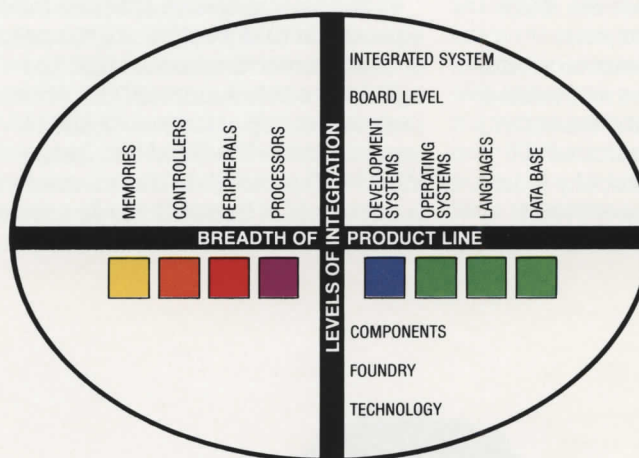 INTEGRATED SYSTEM
BOARD LEVEL
MEMORIES
CONTROLLERS
PERIPHERALS
PROCESSORS
DEVELOPMENT
SYSTEMS
OPERATING
SYSTEMS
LANGUAGES
DATA BASE
BREADTH OF PRODUCT LINE
LEVELS OF INTEGRATION
COMPONENTS
FOUNDRY
TECHNOLOGY